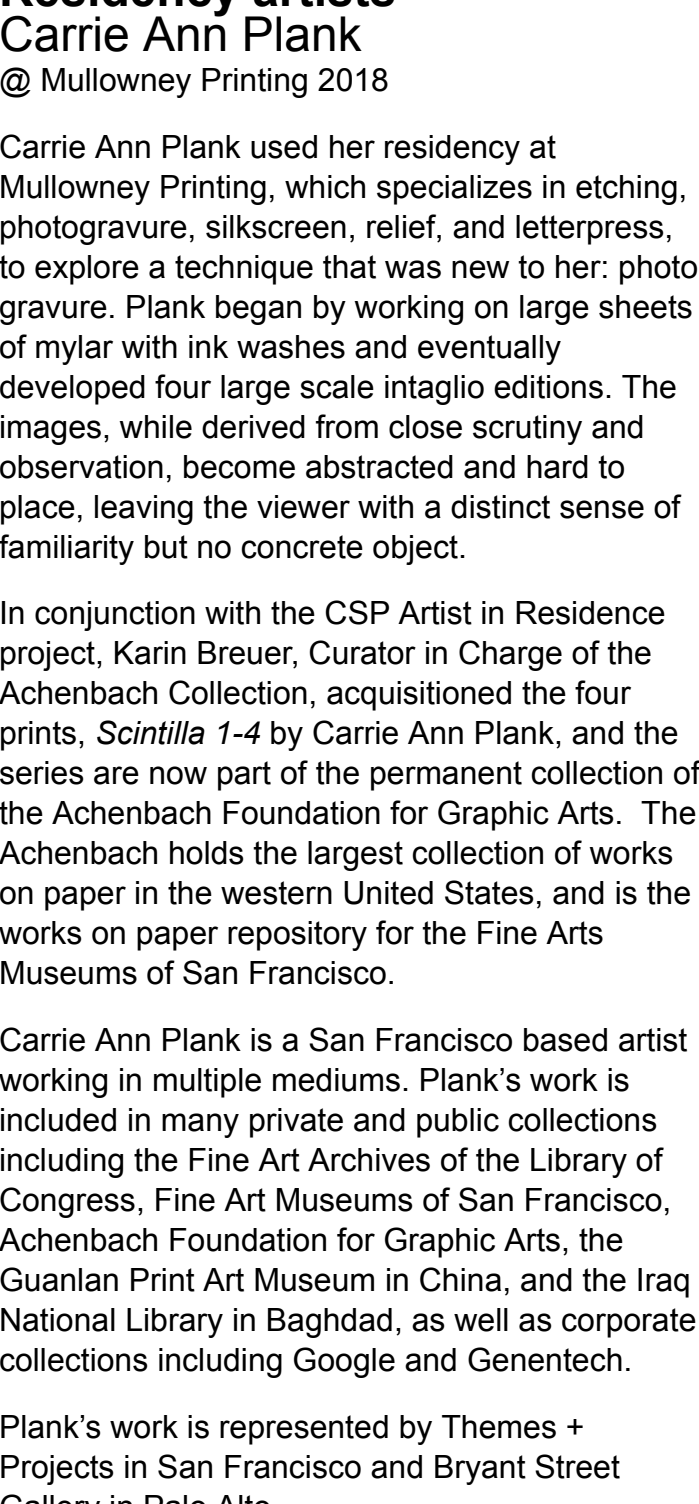 Residency artists
Carrie Ann Plank
@ Mullowney Printing 2018
Carrie Ann Plank used her residency at
Mullowney Printing, which specializes in etching,
photogravure, silkscreen, relief, and letterpress,
to explore a technique that was new to her: photo
gravure. Plank began by working on large sheets
of mylar with ink washes and eventually
developed four large scale intaglio editions. The
images, while derived from close scrutiny and
observation, become abstracted and hard to
place, leaving the viewer with a distinct sense of
familiarity but no concrete object.
In conjunction with the CSP Artist in Residence
project, Karin Breuer, Curator in Charge of the
Achenbach Collection, acquisitioned the four
prints, Scintilla 1-4 by Carrie Ann Plank, and the
series are now part of the permanent collection of
the Achenbach Foundation for Graphic Arts.  The
Achenbach holds the largest collection of works
on paper in the western United States, and is the
works on paper repository for the Fine Arts
Museums of San Francisco.
Carrie Ann Plank is a San Francisco based artist
working in multiple mediums. Plank’s work is
included in many private and public collections
including the Fine Art Archives of the Library of
Congress, Fine Art Museums of San Francisco,
Achenbach Foundation for Graphic Arts, the
Guanlan Print Art Museum in China, and the Iraq
National Library in Baghdad, as well as corporate
collections including Google and Genentech.
Plank’s work is represented by Themes +
Projects in San Francisco and Bryant Street
Gallery in Palo Alto